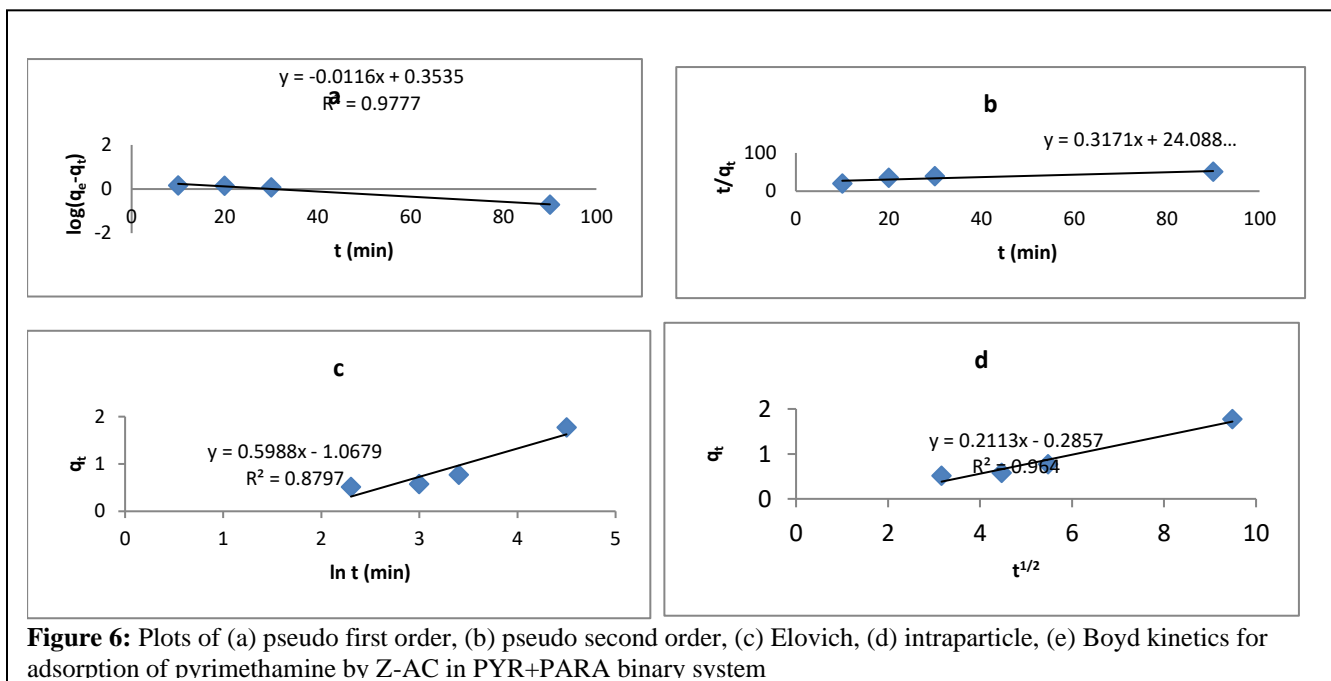 y = -0.0116x + 0.3535
R² = 0.9777
a
2
0
-2
0
20
40
60
80
100
log(qe-qt)
t (min)
b
y = 0.3171x + 24.088…
100
0
0
20
40
60
80
100
t/qt
t (min)
c
y = 0.5988x - 1.0679
R² = 0.8797
2
1
0
0
1
2
3
4
5
qt
ln t (min)
d
y = 0.2113x - 0.2857
R² = 0.964
2
1
0
0
2
4
6
8
10
qt
t1/2
Figure 6: Plots of (a) pseudo first order, (b) pseudo second order, (c) Elovich, (d) intraparticle, (e) Boyd kinetics for
adsorption of pyrimethamine by Z-AC in PYR+PARA binary system